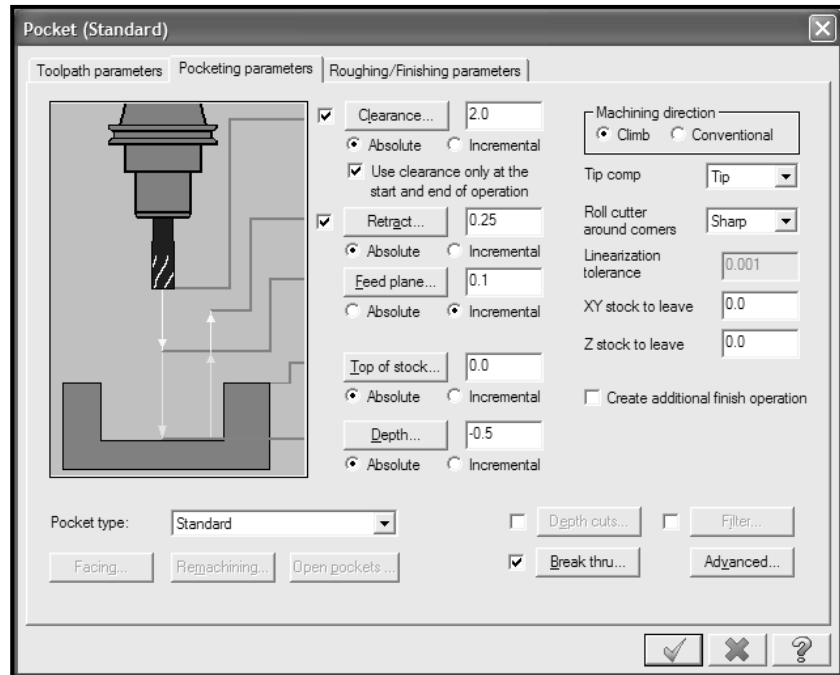 Pocket (Standard)
Toolpath parameters
Pocketing parameters
Roughing/Finishing parameters
Clearance...
2.0
Absolute
Incremental
Use clearance only at the
start and end of operation
Retract...
0.25
Absolute
Incremental
Feed plane...
0.1
Absolute
Incremental
Top of stock...
0.0
Absolute
Incremental
Depth...
-0.5
Absolute
Incremental
Machining direction
Climb
Conventional
Tip comp
Tip
Roll cutter
around corners
Sharp
Linearization
tolerance
0.001
XY stock to leave
0.0
Z stock to leave
0.0
Create additional finish operation
Pocket type:
Standard
Depth cuts...
Filter...
Facing...
Remachining...
Open pockets ...
Break thru...
Advanced...